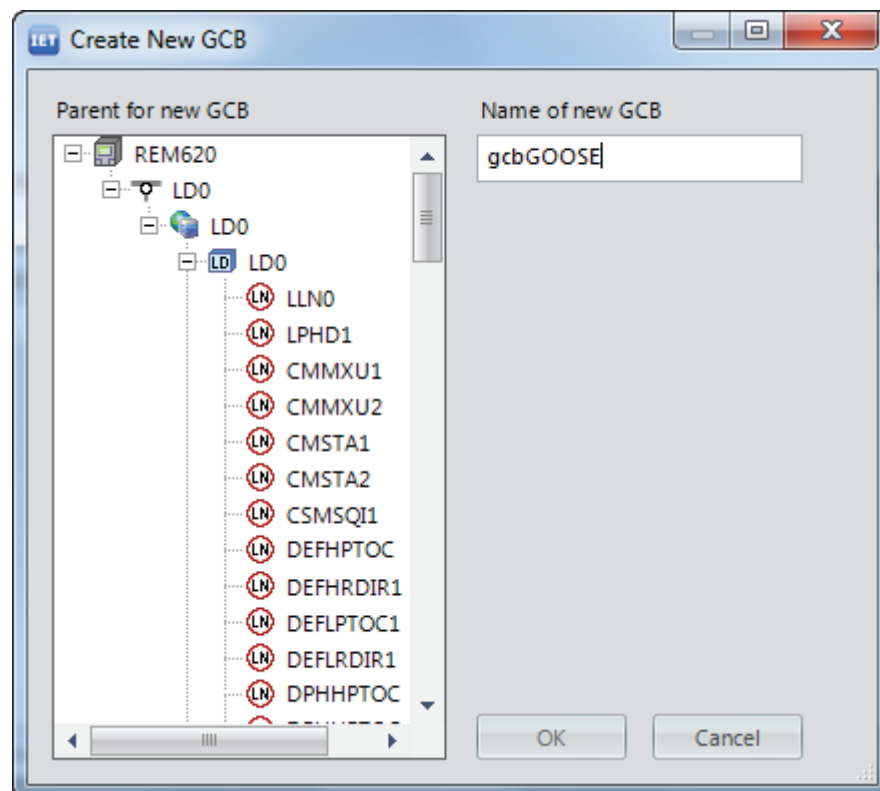 IET Create New GCB
Parent for new GCB
REM620
LD0
LD0
LD LD0
LN LLN0
LN LPHD1
LN CMMXU1
LN CMMXU2
LN CMSTA1
LN CMSTA2
LN CSMSQI1
LN DEFHPTOC
LN DEFHRDIR1
LN DEFLPTOC1
LN DEFLRDIR1
LN DPHHPTOC
Name of new GCB
gcbGOOSE
OK Cancel